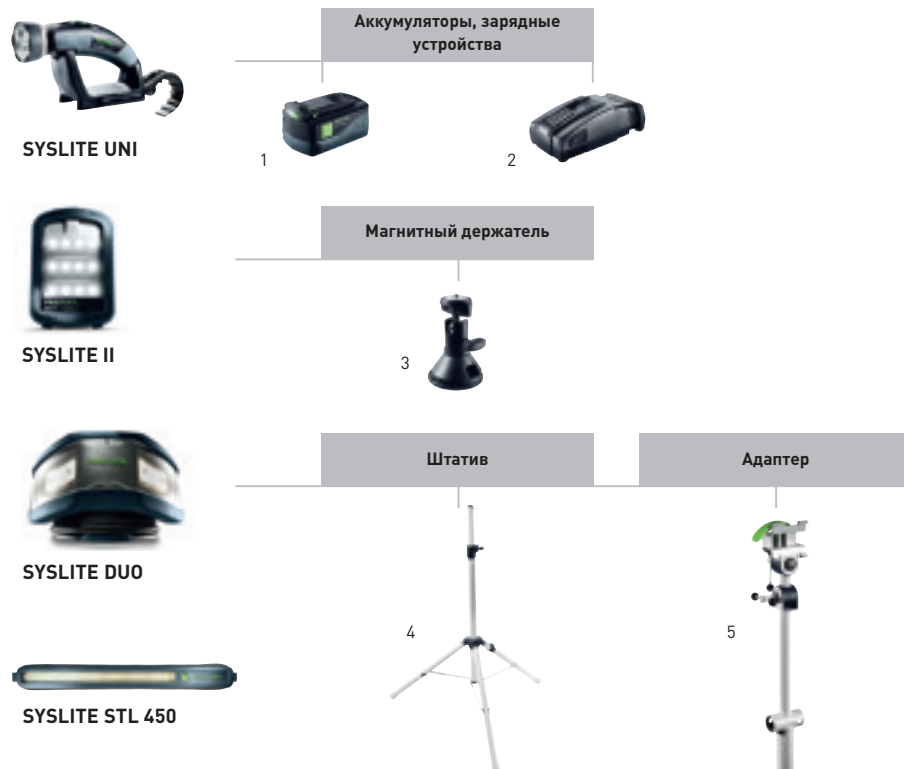 Аккумуляторы, зарядные
устройства
SYSLITE UNI
1
2
Магнитный держатель
SYSLITE II
3
Штатив
Адаптер
SYSLITE DUO
4
5
SYSLITE STL 450